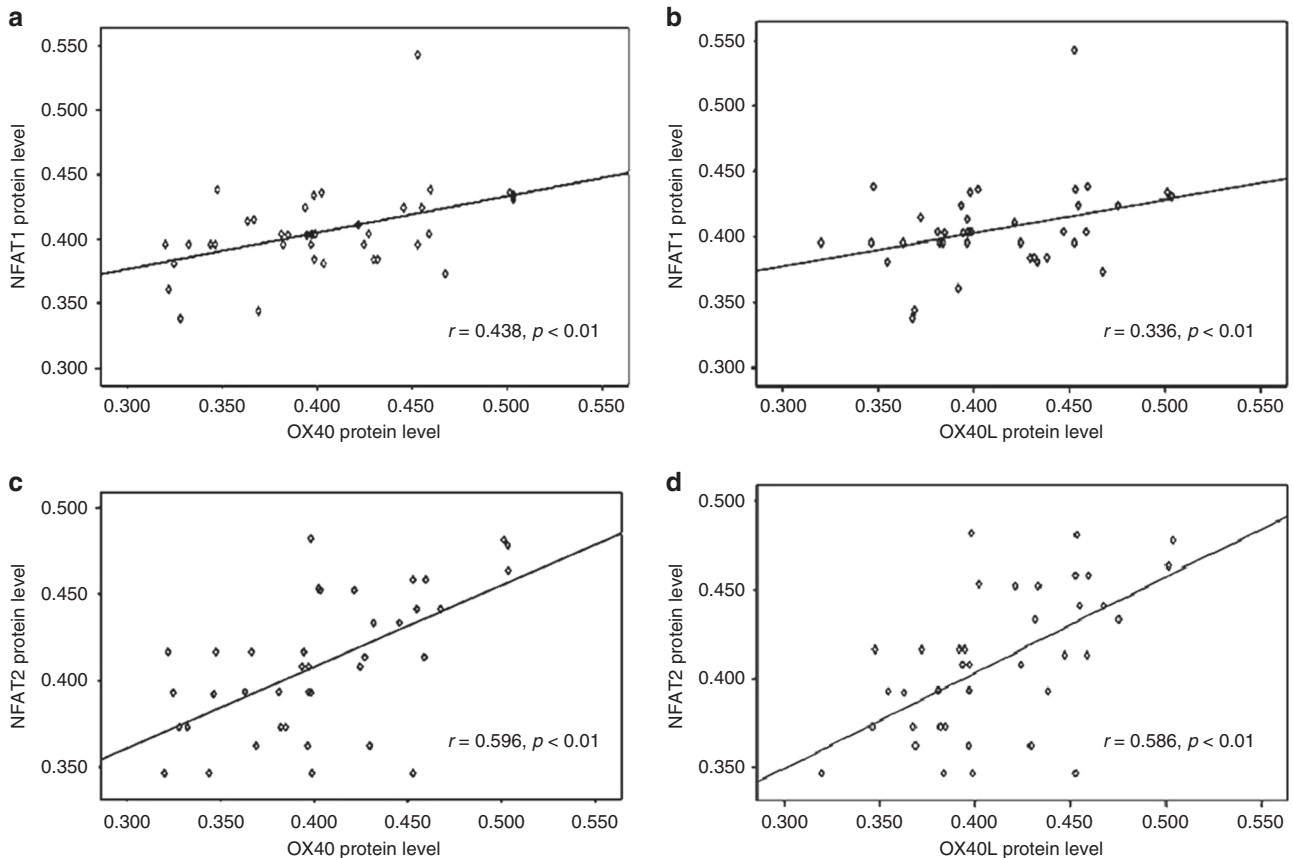 a
NFAT1 protein level
0.550
0.500
0.450
0.400
0.350
0.300
r = 0.438, p < 0.01
0.300 0.350 0.400 0.450 0.500 0.550
OX40 protein level
b
NFAT1 protein level
0.550
0.500
0.450
0.400
0.350
0.300
r = 0.336, p < 0.01
0.300 0.350 0.400 0.450 0.500 0.550
OX40L protein level
c
NFAT2 protein level
0.500
0.450
0.400
0.350
r = 0.596, p < 0.01
0.300 0.350 0.400 0.450 0.500 0.550
OX40 protein level
d
NFAT2 protein level
0.500
0.450
0.400
0.350
r = 0.586, p < 0.01
0.300 0.350 0.400 0.450 0.500 0.550
OX40L protein level